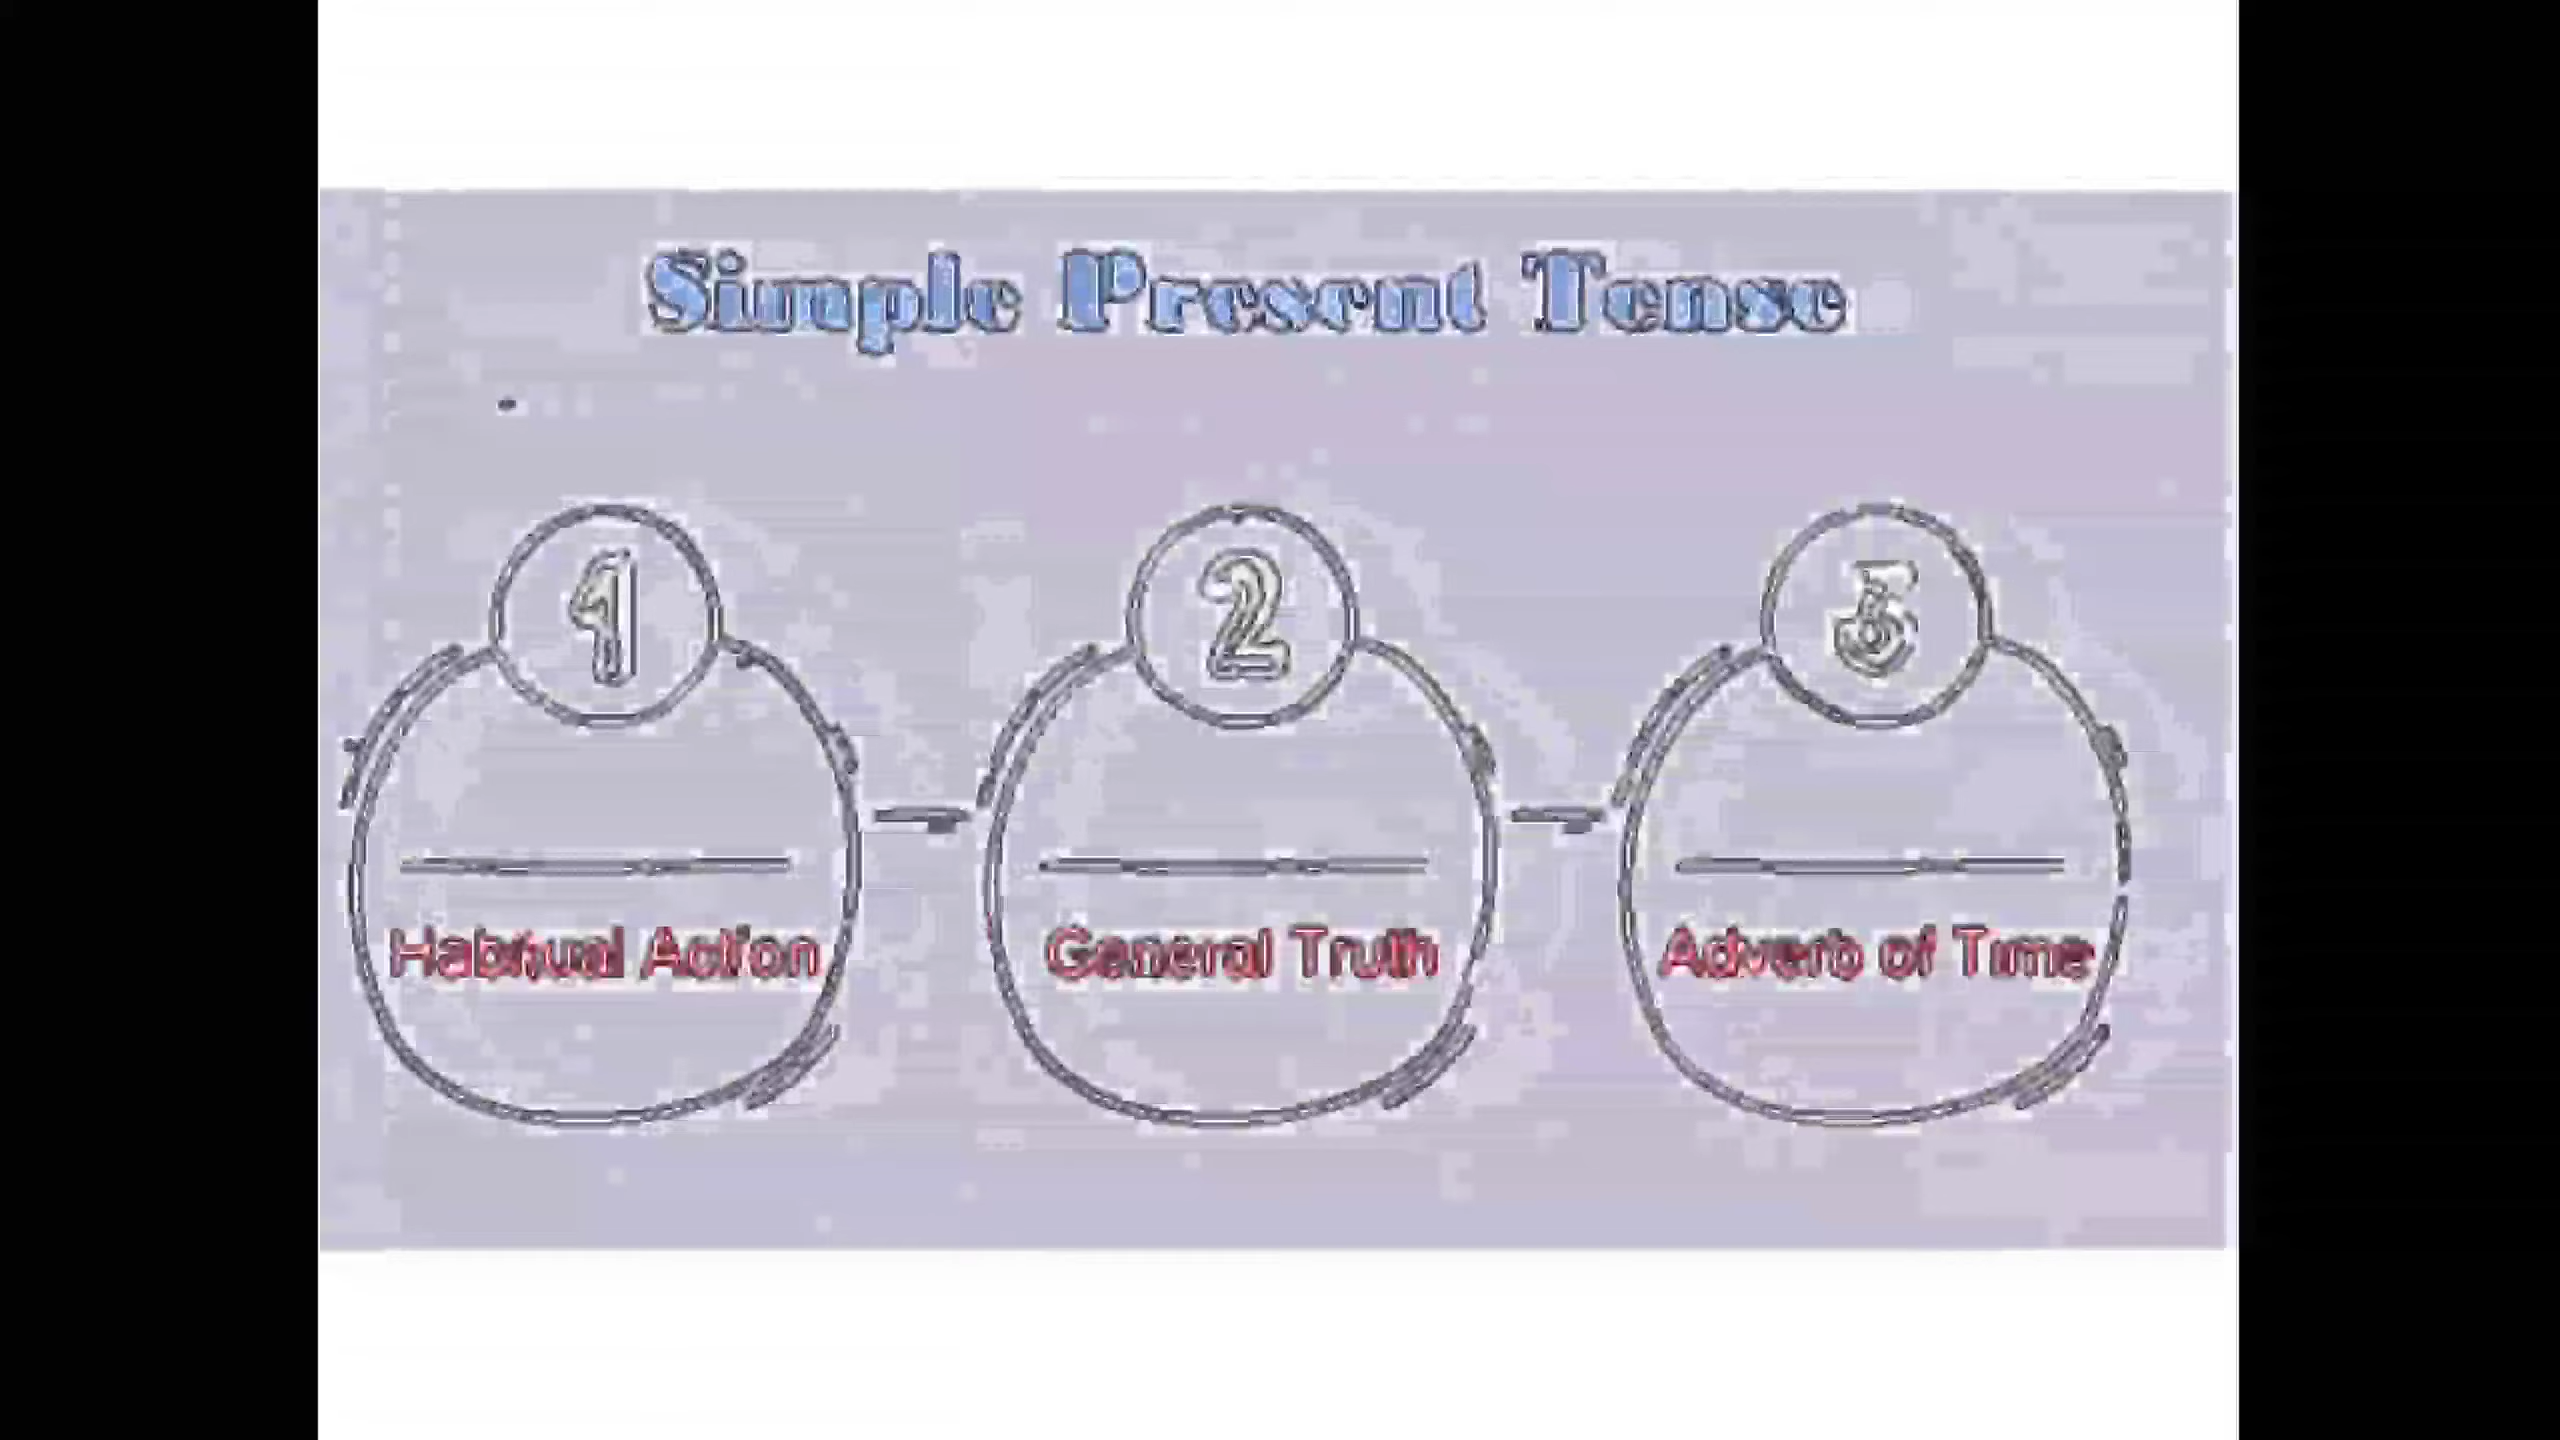 Simple Present Tense
1
2
3
Habitual Action
General Truth
Adverb of Time